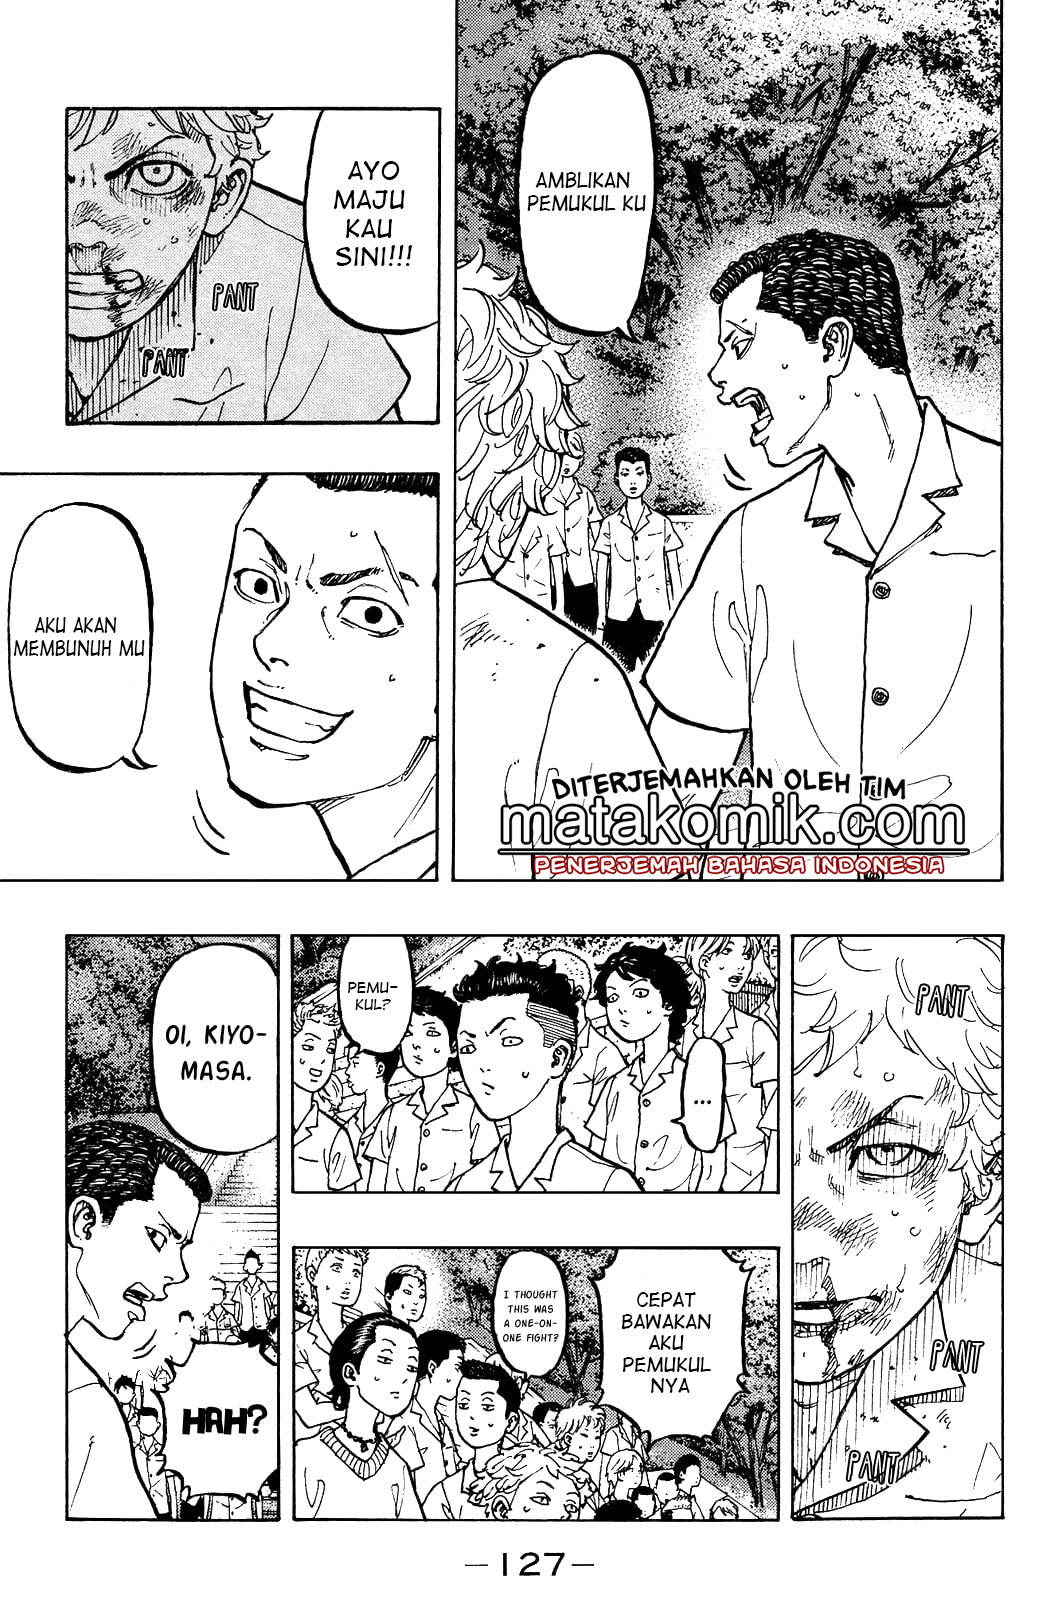 AMBLIKAN
PEMUKUL KU
AYO
MAJU
KAU
SINI!!!
PANT
PANT
AKU AKAN
MEMBUNUH MU
DITERJEMAHKAN OLEH TIIM
matakomik.com
PENERJEMAH BAHASA INDONESIA
PANT
PANT
PANT
PEMU-
KUL?
...
CEPAT
BAWAKAN
AKU
PEMUKUL
NYA
I THOUGHT
THIS WAS
A ONE-ON-
ONE FIGHT?
OI, KIYO-
MASA.
HAH?
—127—